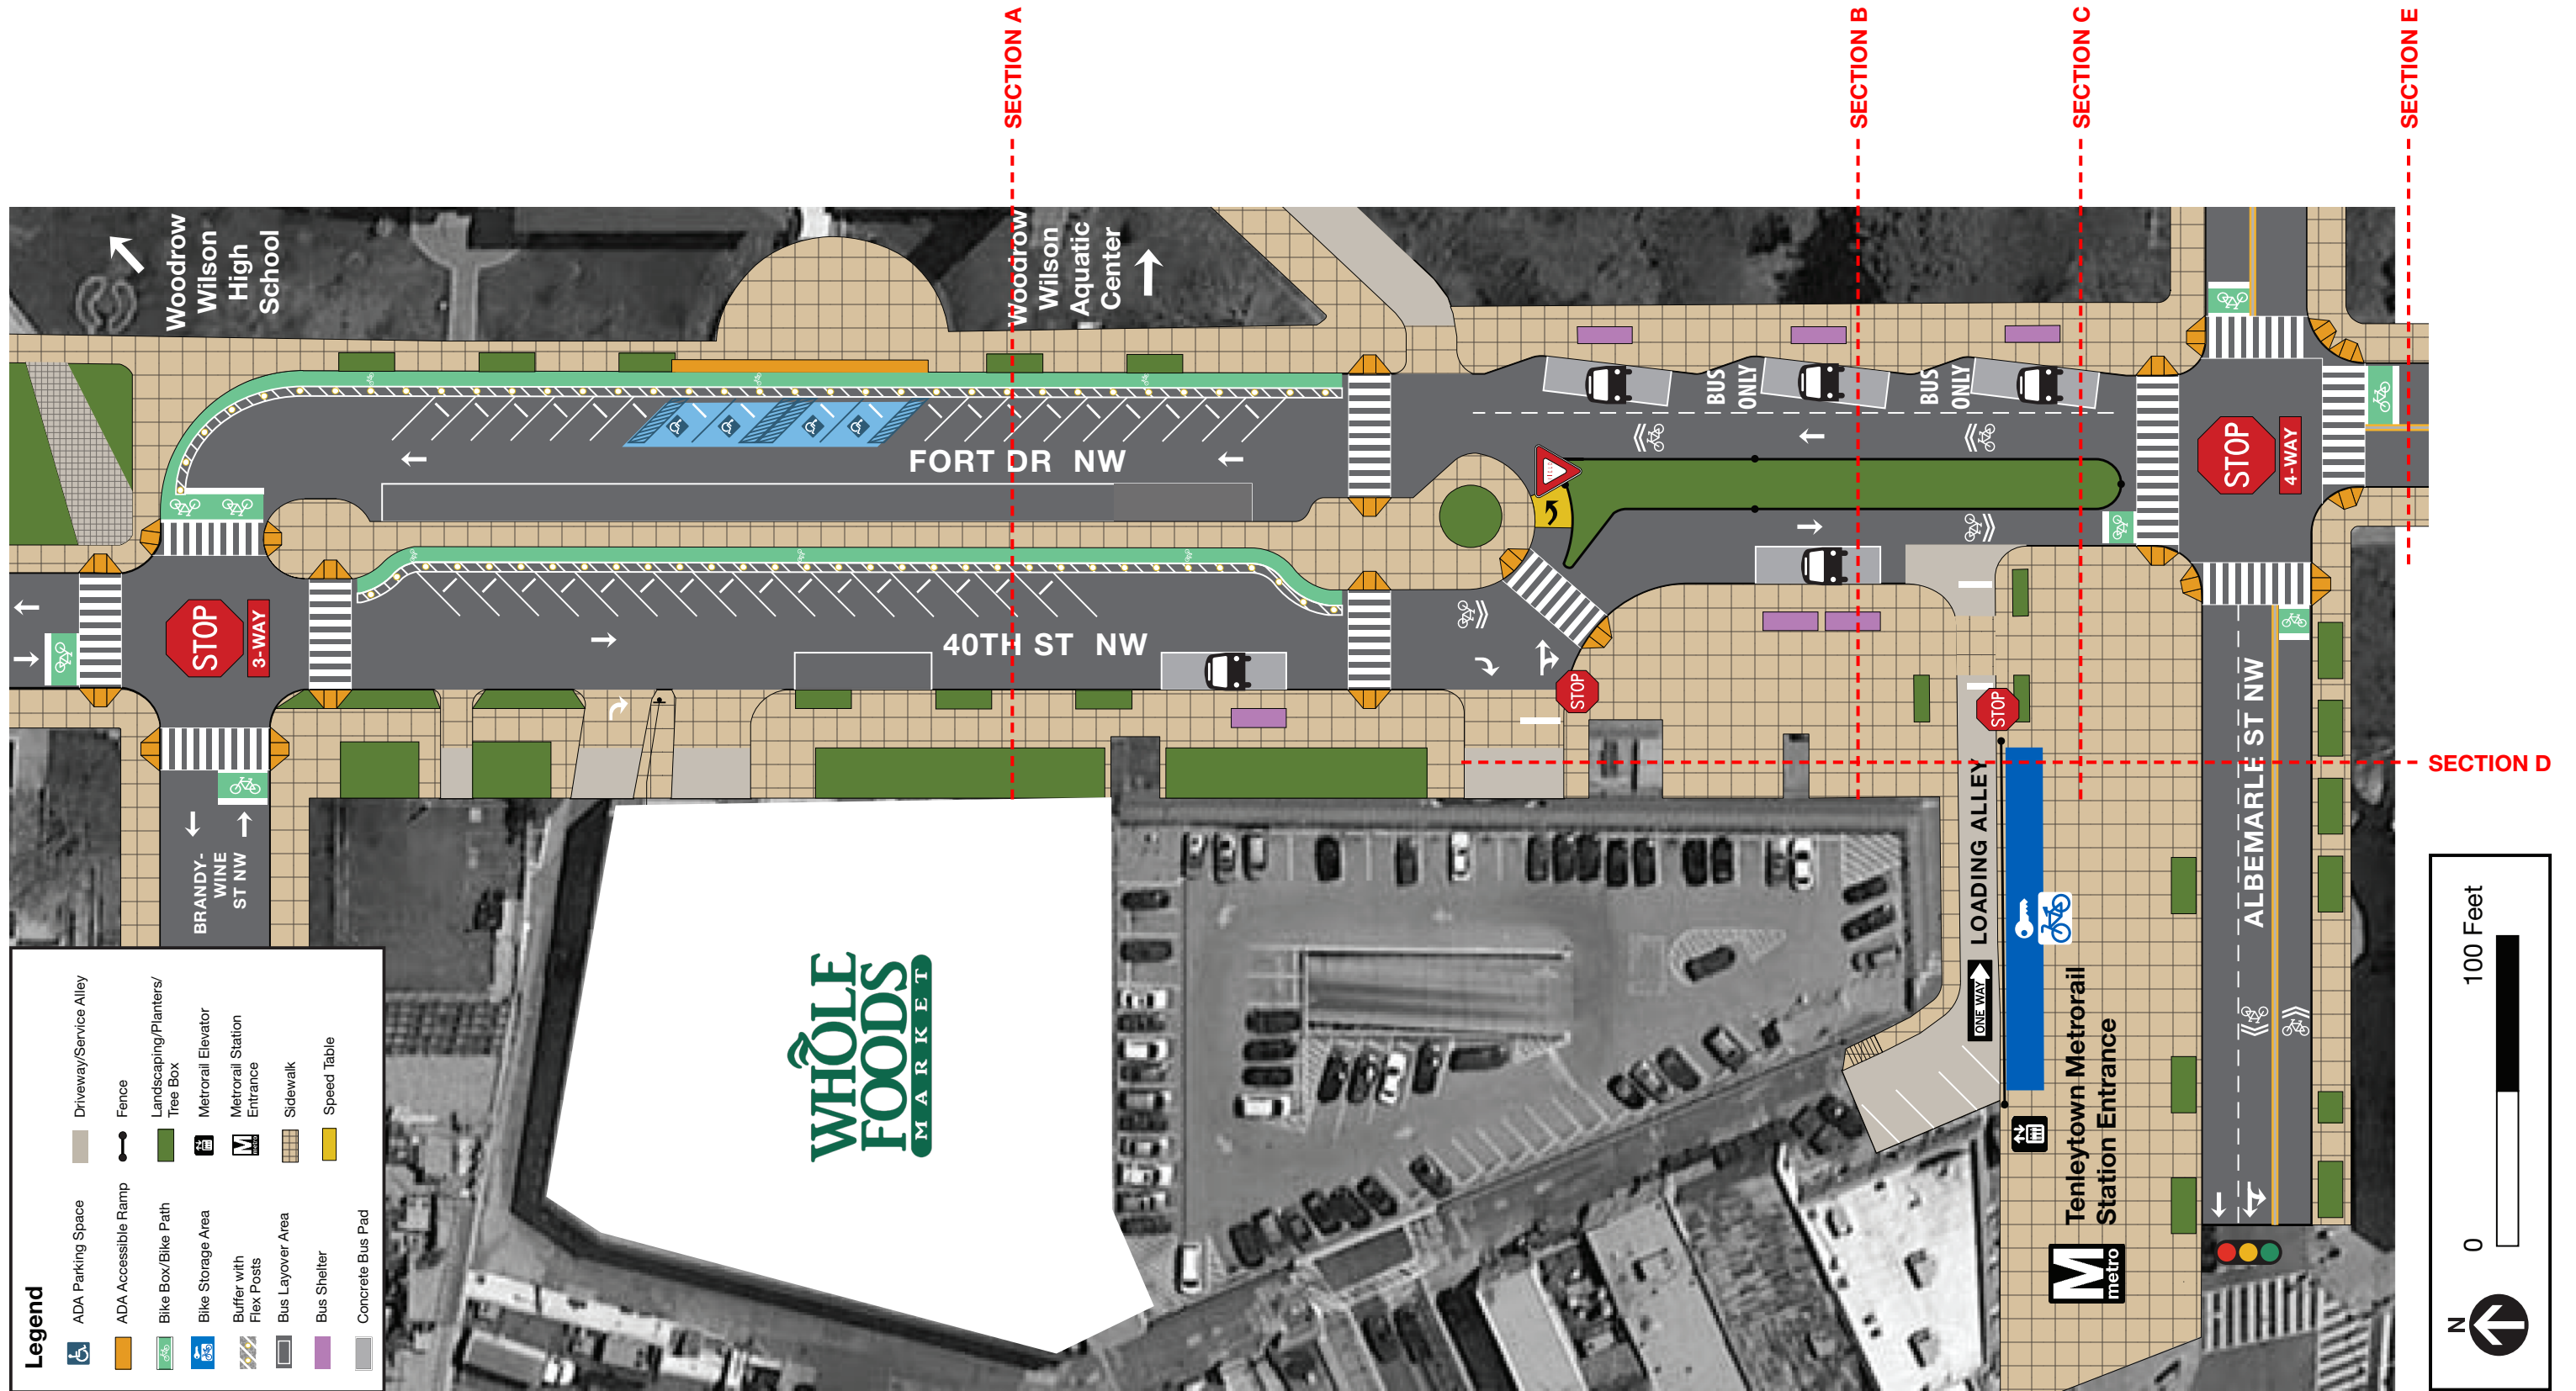 SECTION A
SECTION B
SECTION C
SECTION E
Woodrow
Wilson
High
School
Woodrow
Wilson
Aquatic
Center
BUS
ONLY
BUS
ONLY
FORT DR NW
STOP
4-WAY
STOP
3-WAY
40TH ST NW
STOP
STOP
SECTION D
BRANDY-
WINE
ST NW
LOADING ALLEY
ONE WAY
ALBEMARLE ST NW
WHOLE
FOODS
MARKET
Tenleytown Metrorail
Station Entrance
M
metro
Legend
ADA Parking Space
ADA Accessible Ramp
Bike Box/Bike Path
Bike Storage Area
Buffer with
Flex Posts
Bus Layover Area
Bus Shelter
Concrete Bus Pad
Driveway/Service Alley
Fence
Landscaping/Planters/
Tree Box
Metrorail Elevator
M
metro
Metrorail Station
Entrance
Sidewalk
Speed Table
0
100 Feet
N